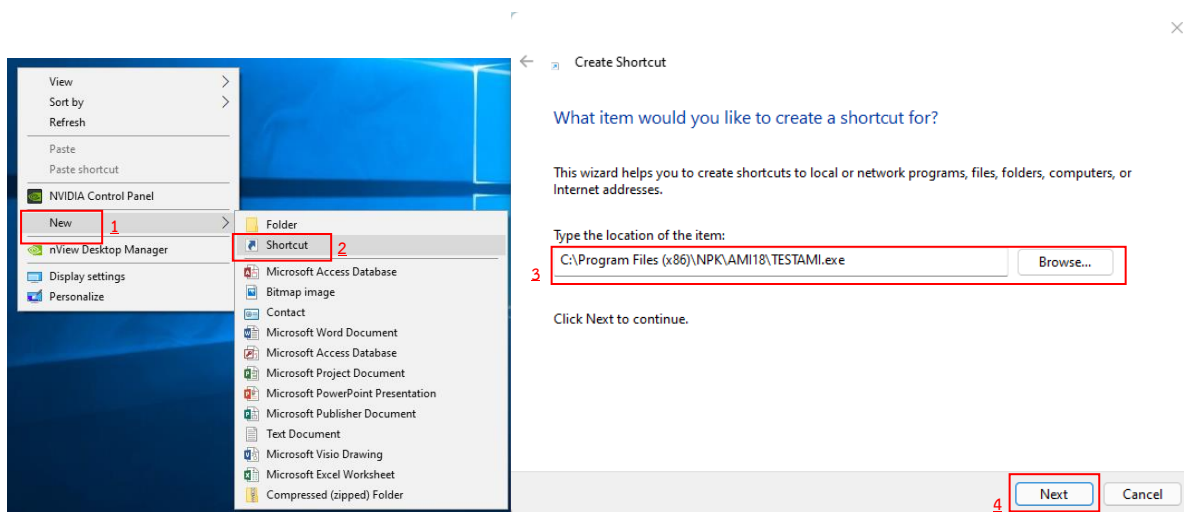 View
Sort by
Refresh
Paste
Paste shortcut
NVIDIA Control Panel
New 1
nView Desktop Manager
Display settings
Personalize
Folder
Shortcut 2
Microsoft Access Database
Bitmap image
Contact
Microsoft Word Document
Microsoft Access Database
Microsoft Project Document
Microsoft PowerPoint Presentation
Microsoft Publisher Document
Text Document
Microsoft Visio Drawing
Microsoft Excel Worksheet
Compressed (zipped) Folder
Create Shortcut
What item would you like to create a shortcut for?
This wizard helps you to create shortcuts to local or network programs, files, folders, computers, or
Internet addresses.
Type the location of the item:
3 C:\Program Files (x86)\NPK\AMI18\TESTAMI.exe Browse...
Click Next to continue.
4 Next Cancel